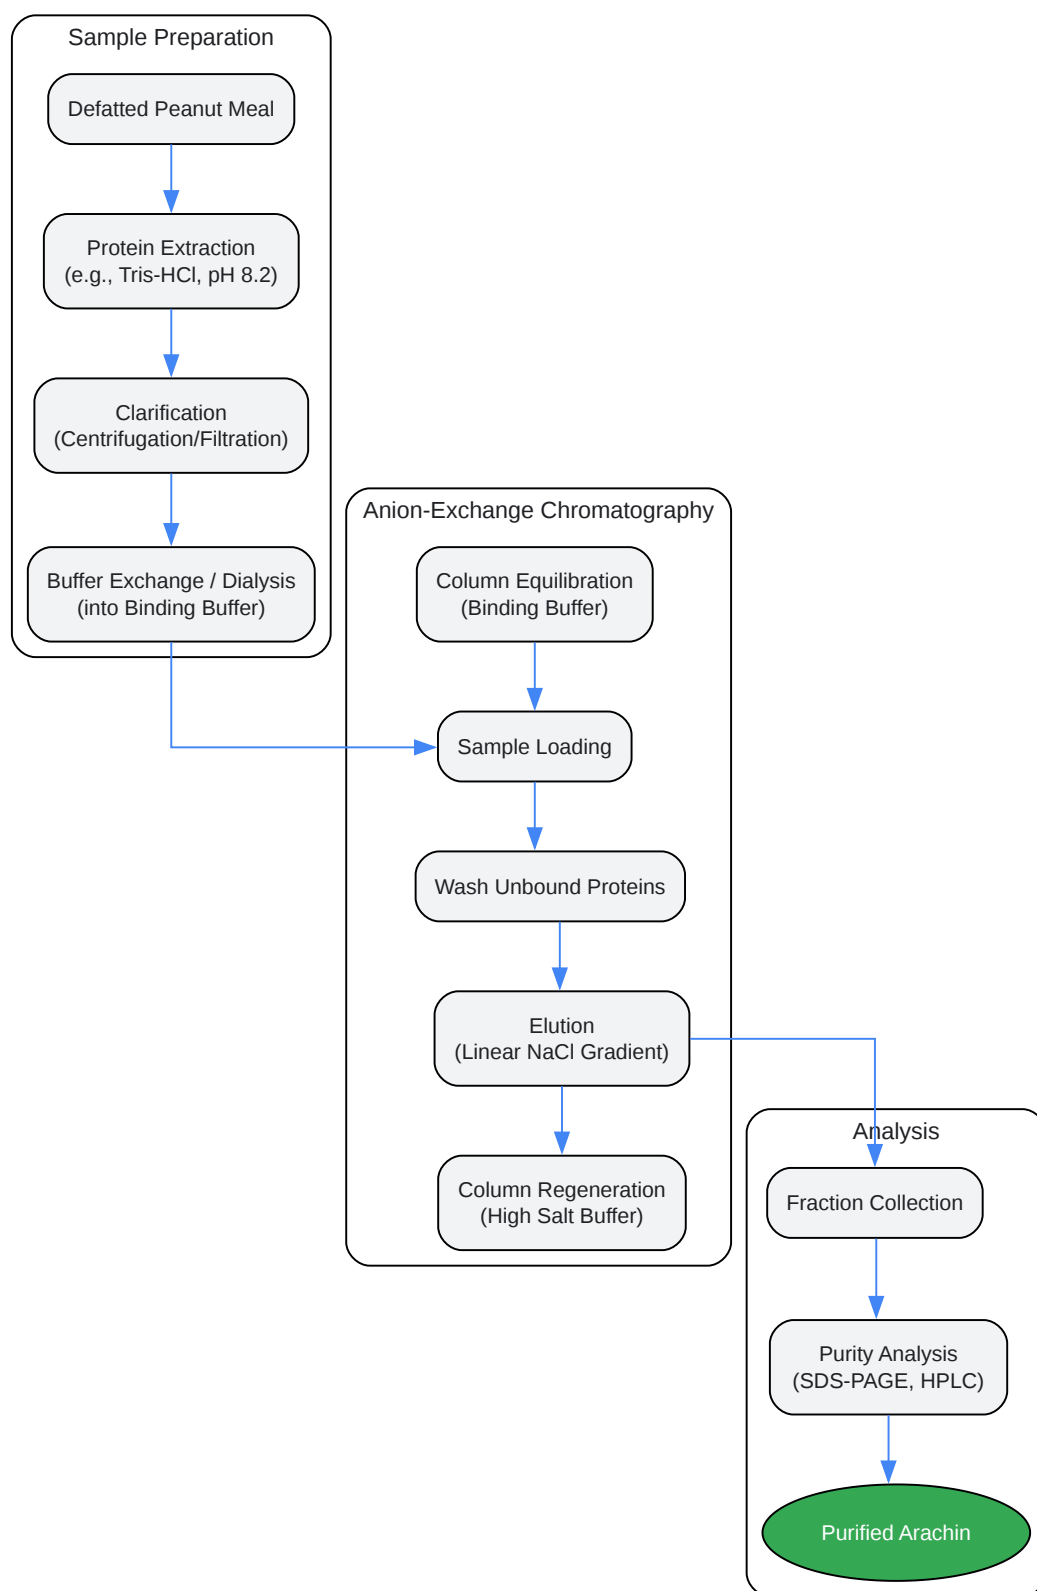 Sample Preparation
Defatted Peanut Meal
Protein Extraction
(e.g., Tris-HCl, pH 8.2)
Clarification
(Centrifugation/Filtration)
Buffer Exchange / Dialysis
(into Binding Buffer)
Anion-Exchange Chromatography
Column Equilibration
(Binding Buffer)
Sample Loading
Wash Unbound Proteins
Elution
(Linear NaCl Gradient)
Column Regeneration
(High Salt Buffer)
Analysis
Fraction Collection
Purity Analysis
(SDS-PAGE, HPLC)
Purified Arachin